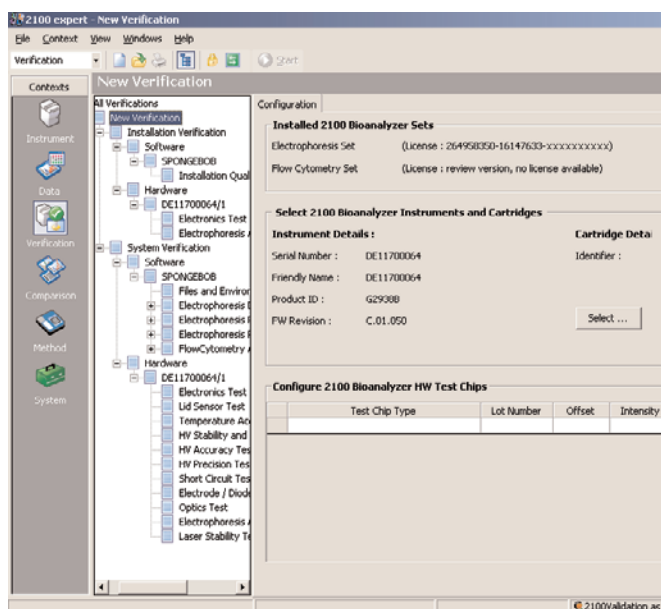 2100 expert - New Verification
File Context View Windows Help
Verification
Start
Contexts
New Verification
Instrument
Data
Verification
Comparison
Method
System
All Verifications
New Verification
Installation Verification
Software
SPONGEBOB
Installation Qual
Hardware
DE11700064/1
Electronics Test
Electrophoresis A
System Verification
Software
SPONGEBOB
Files and Environ
Electrophoresis
Electrophoresis
Electrophoresis
FlowCytometry A
Hardware
DE11700064/1
Electronics Test
Lid Sensor Test
Temperature Acc
HV Stability and
HV Accuracy Tes
HV Precision Tes
Short Circuit Tes
Electrode / Diode
Optics Test
Electrophoresis A
Laser Stability Te
Configuration
Installed 2100 Bioanalyzer Sets
Electrophoresis Set (License : 264958350-16147633-xxxxxxxxxx)
Flow Cytometry Set (License : review version, no license available)
Select 2100 Bioanalyzer Instruments and Cartridges
Instrument Details : Cartridge Detai
Serial Number : DE11700064 Identifier :
Friendly Name : DE11700064
Product ID : G2938B
FW Revision : C.01.050 Select ...
Configure 2100 Bioanalyzer HW Test Chips
Test Chip Type Lot Number Offset Intensity
2100Validation as